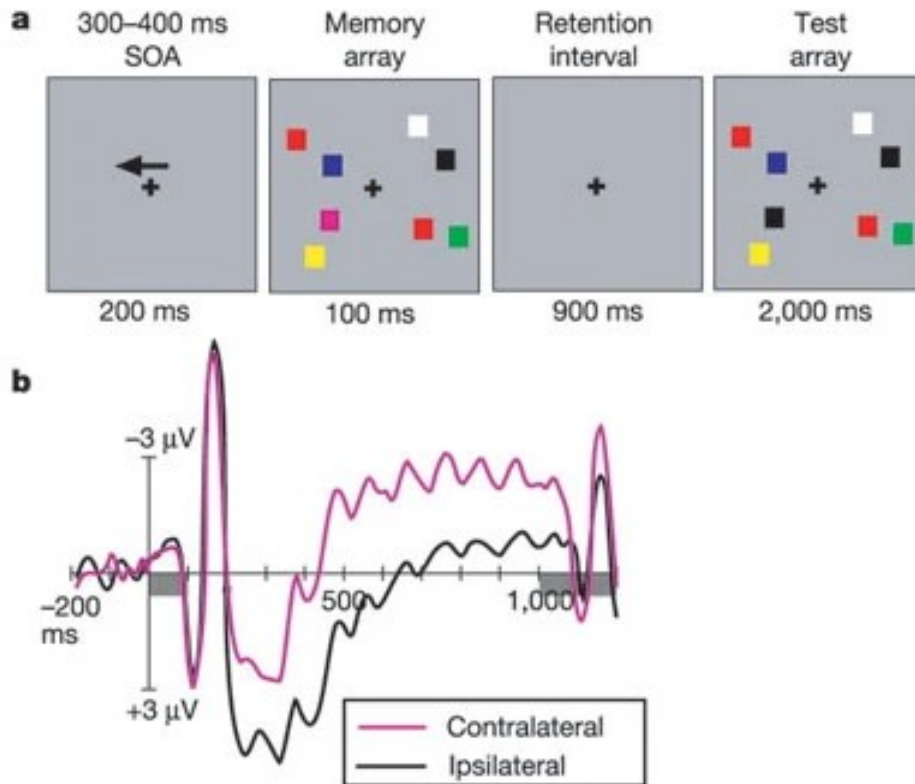 a
300–400 ms
SOA
Memory
array
Retention
interval
Test
array
200 ms
100 ms
900 ms
2,000 ms
b
–3 µV
–200
ms
500
1,000
+3 µV
Contralateral
Ipsilateral